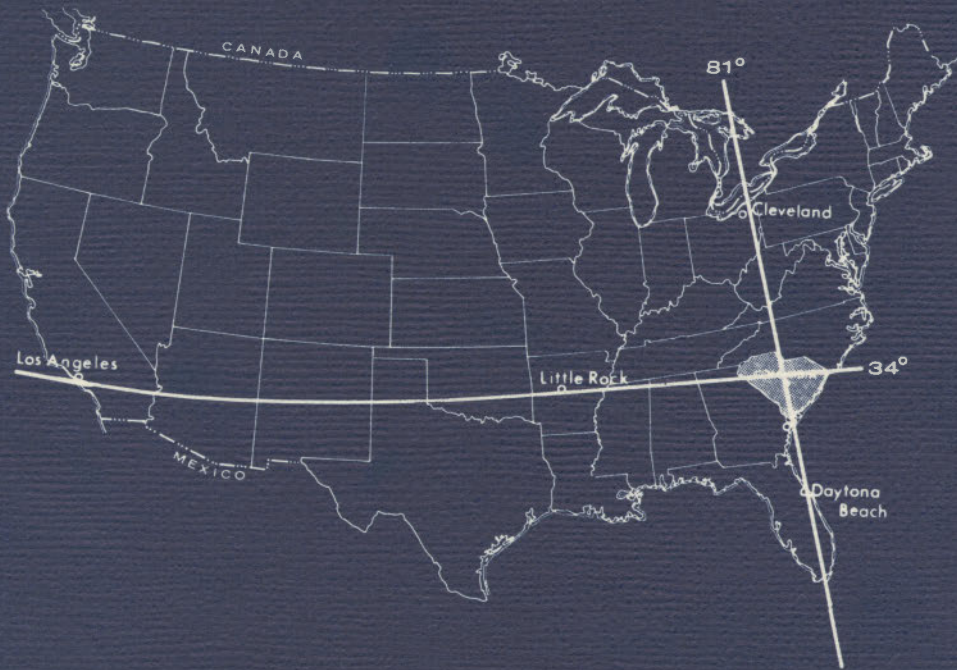 CANADA
81°
Cleveland
Los Angeles
Little Rock
34°
MEXICO
Daytona
Beach